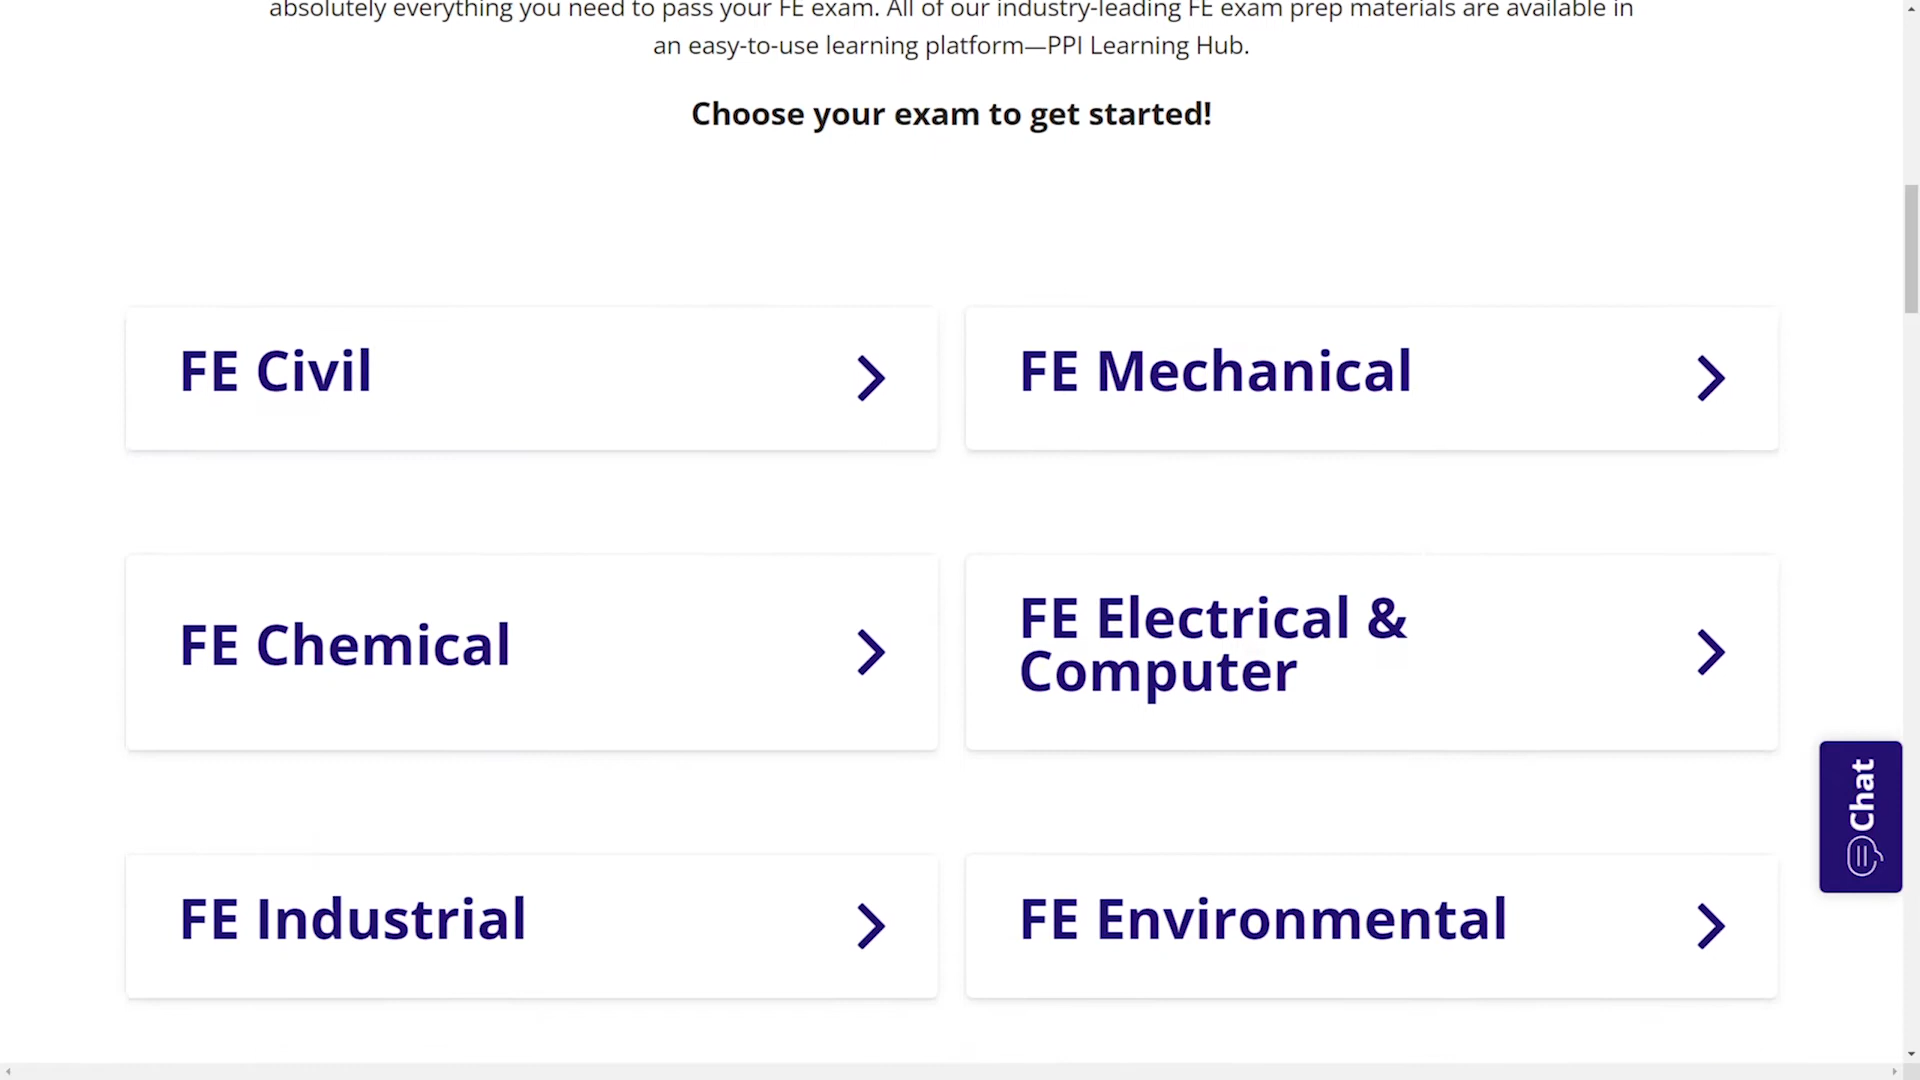 absolutely everything you need to pass your FE exam. All of our industry-leading FE exam prep materials are available in
an easy-to-use learning platform—PPI Learning Hub.
Choose your exam to get started!
FE Civil
FE Mechanical
FE Chemical
FE Electrical &
Computer
FE Industrial
FE Environmental
Chat